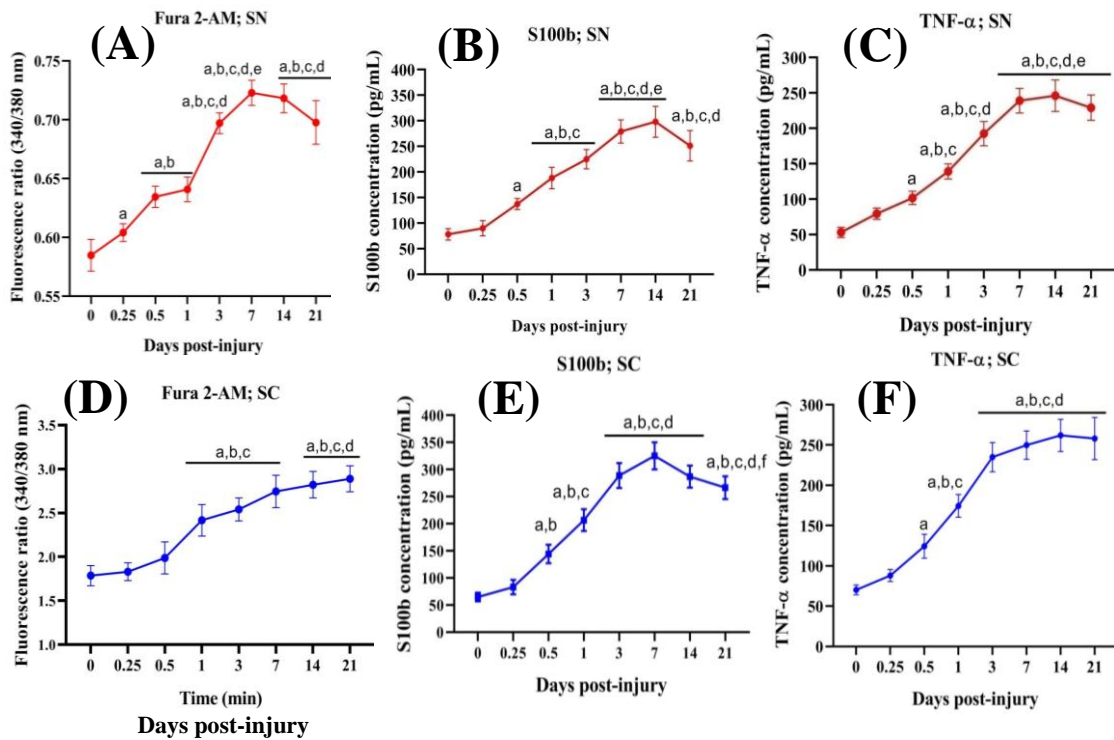 (A)
Fura 2-AM; SN
Fluorescence ratio (340/380 nm)
0.75
0.70
0.65
0.60
0.55
a
a,b
a,b,c,d
a,b,c,d,e
a,b,c,d
0 0.25 0.5 1 3 7 14 21
Days post-injury
(B)
S100b; SN
S100b concentration (pg/mL)
400
350
300
250
200
150
100
50
0
a
a,b,c
a,b,c,d,e
a,b,c,d
0 0.25 0.5 1 3 7 14 21
Days post-injury
(C)
TNF-α; SN
TNF-α concentration (pg/mL)
300
250
200
150
100
50
0
a
a,b,c
a,b,c,d
a,b,c,d,e
0 0.25 0.5 1 3 7 14 21
Days post-injury
(D)
Fura 2-AM; SC
Fluorescence ratio (340/380 nm)
4.0
3.5
3.0
2.5
2.0
1.5
1.0
a,b,c
a,b,c,d
0 0.25 0.5 1 3 7 14 21
Time (min)
Days post-injury
(E)
S100b; SC
S100b concentration (pg/mL)
400
350
300
250
200
150
100
50
0
a,b
a,b,c
a,b,c,d
a,b,c,d,f
0 0.25 0.5 1 3 7 14 21
Days post-injury
(F)
TNF-α; SC
TNF-α concentration (pg/mL)
300
250
200
150
100
50
0
a
a,b,c
a,b,c,d
0 0.25 0.5 1 3 7 14 21
Days post-injury